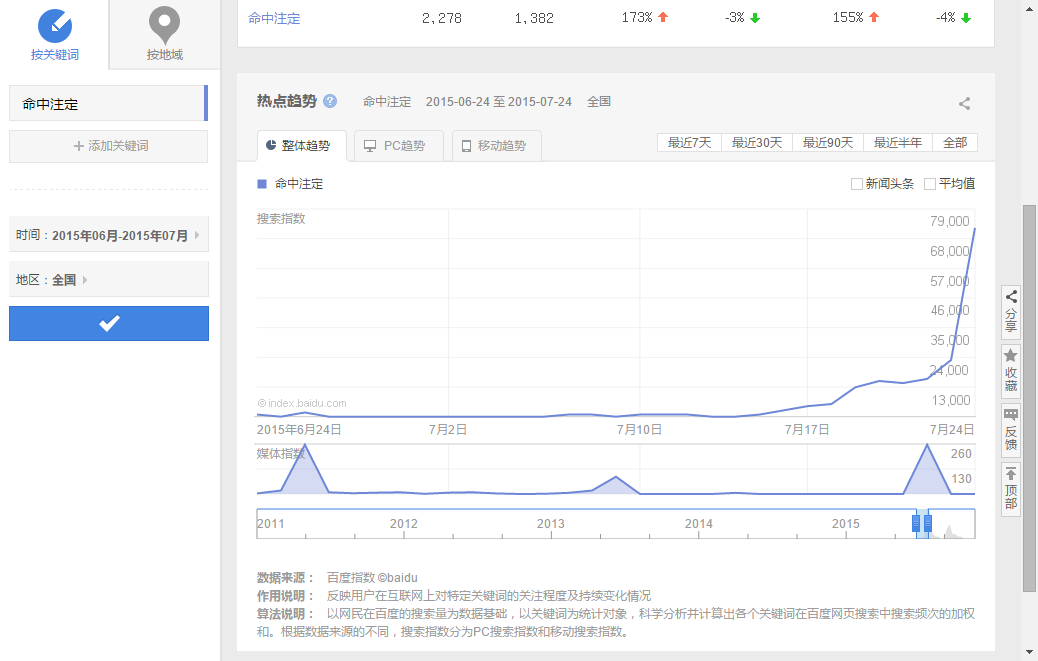 按关键词
按地域
命中注定
+ 添加关键词
时间：2015年06月-2015年07月
地区：全国
命中注定 2,278 1,382 173% -3% 155% -4%
热点趋势 ? 命中注定 2015-06-24 至 2015-07-24 全国
整体趋势 PC趋势 移动趋势
最近7天 最近30天 最近90天 最近半年 全部
命中注定
新闻头条 平均值
搜索指数
79,000
68,000
57,000
46,000
35,000
24,000
13,000
©index.baidu.com
2015年6月24日 7月2日 7月10日 7月17日 7月24日
媒体指数
260
130
2011 2012 2013 2014 2015
数据来源： 百度指数 ©baidu
作用说明： 反映用户在互联网上对特定关键词的关注程度及持续变化情况
算法说明： 以网民在百度的搜索量为数据基础，以关键词为统计对象，科学分析并计算出各个关键词在百度网页搜索中搜索频次的加权
和。根据数据来源的不同，搜索指数分为PC搜索指数和移动搜索指数。
分享
收藏
反馈
顶部